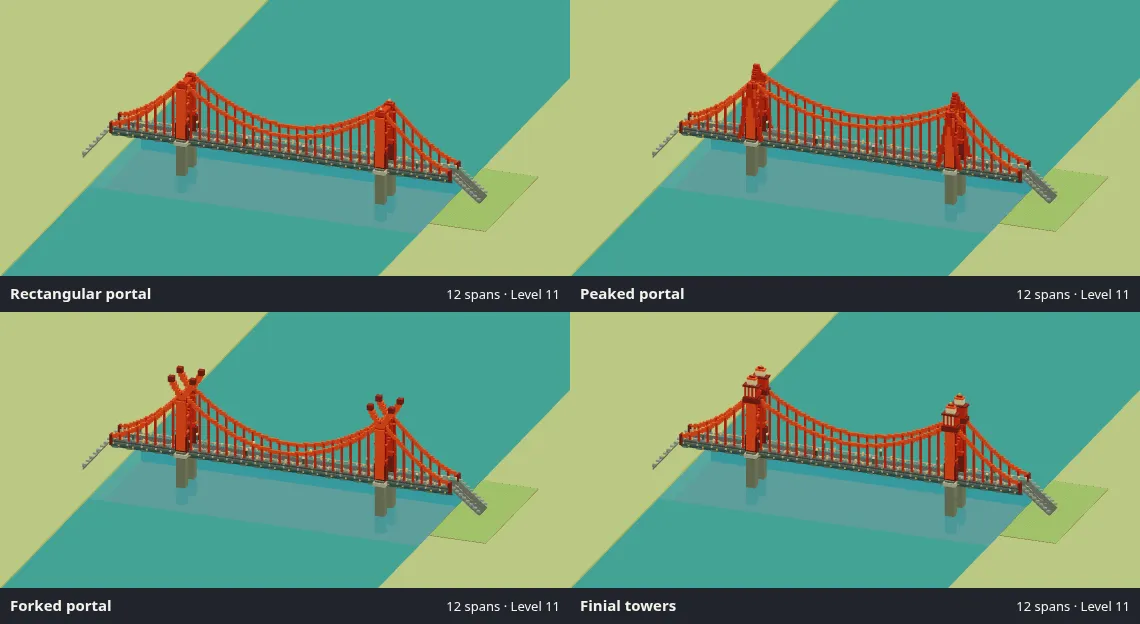 Rectangular portal 12 spans · Level 11
Peaked portal 12 spans · Level 11
Forked portal 12 spans · Level 11
Finial towers 12 spans · Level 11